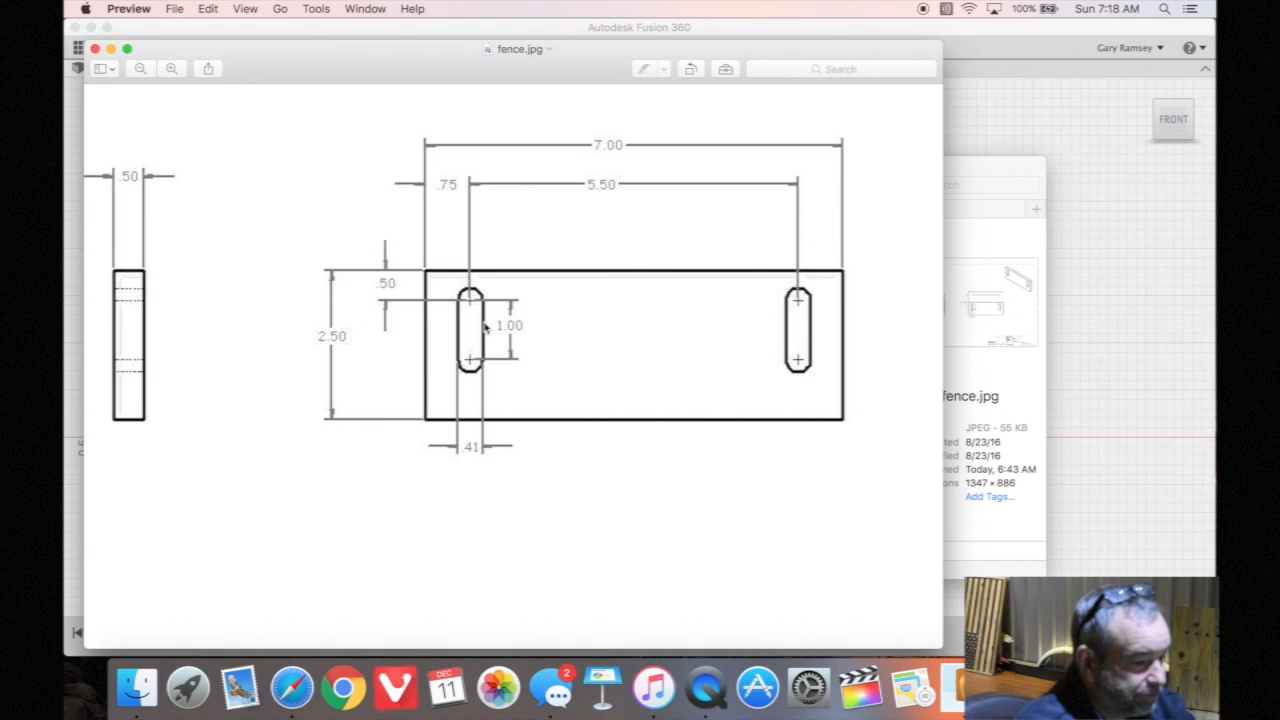 Preview File Edit View Go Tools Window Help 100% Sun 7:18 AM
Autodesk Fusion 360
fence.jpg
Gary Ramsey
Search
FRONT
7.00
.50
.75
5.50
.50
2.50
1.00
.41
fence.jpg
JPEG - 55 KB
8/23/16
8/23/16
Today, 6:43 AM
1347 × 886
Add Tags...
2
DEC
11